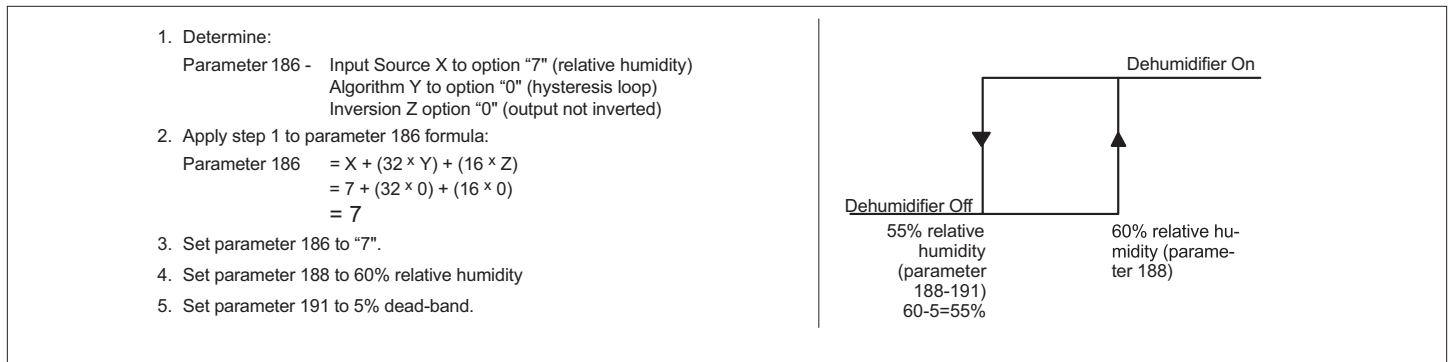 1. Determine:
Parameter 186 - Input Source X to option “7" (relative humidity)
Algorithm Y to option “0" (hysteresis loop)
Inversion Z option “0" (output not inverted)
2. Apply step 1 to parameter 186 formula:
Parameter 186 = X + (32 x Y) + (16 x Z)
= 7 + (32 x 0) + (16 x 0)
= 7
3. Set parameter 186 to “7".
4. Set parameter 188 to 60% relative humidity
5. Set parameter 191 to 5% dead-band.
Dehumidifier On
Dehumidifier Off
55% relative
humidity
(parameter
188-191)
60-5=55%
60% relative hu-
midity (parame-
ter 188)